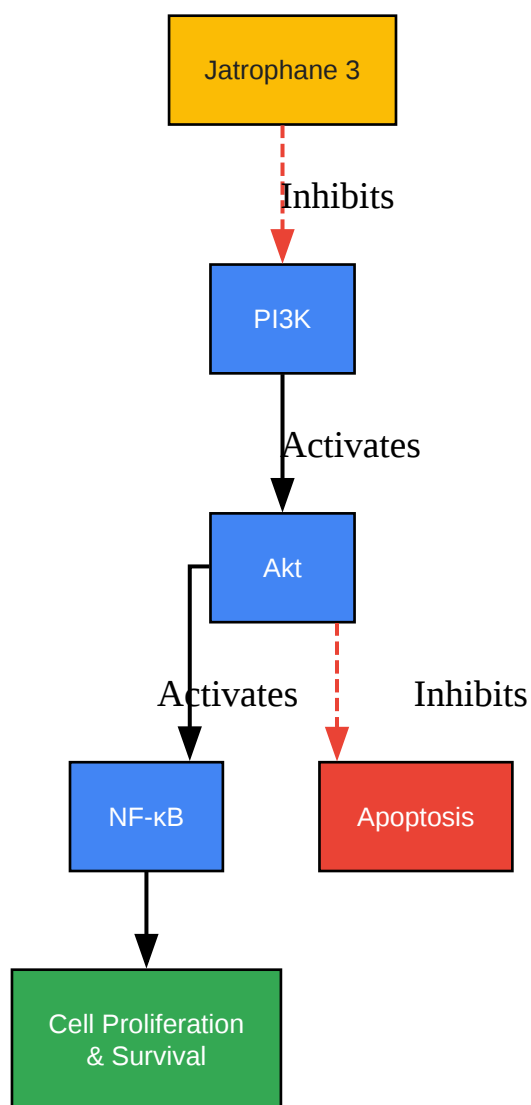 Jatrophane 3
Inhibits
PI3K
Activates
Akt
Activates
Inhibits
NF-κB
Apoptosis
Cell Proliferation
& Survival